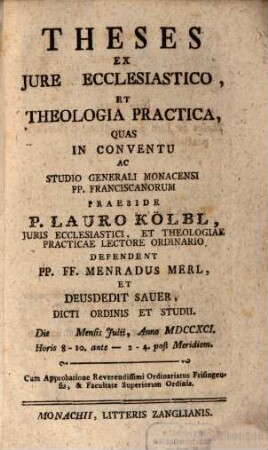 THESES
EX
JURE ECCLESIASTICO,
ET
THEOLOGIA PRACTICA,
QUAS
IN CONVENTU
AC
STUDIO GENERALI MONACENSI
PP. FRANCISCANORUM
PRAESIDE
P. LAURO KÖLBL,
JURIS ECCLESIASTICI, ET THEOLOGIAE
PRACTICAE LECTORE ORDINARIO,
DEFENDENT
PP. FF. MENRADUS MERL,
ET
DEUSDEDIT SAUER,
DICTI ORDINIS ET STUDII.
Die Mensis Julii, Anno MDCCXCI.
Horis 8 - 10. ante — 2 - 4. post Meridiem.
Cum Approbatione Reverendissimi Ordinariatus Frisingen-
sis, & Facultate Superiorum Ordinis.
MONACHII, LITTERIS ZANGLIANIS.